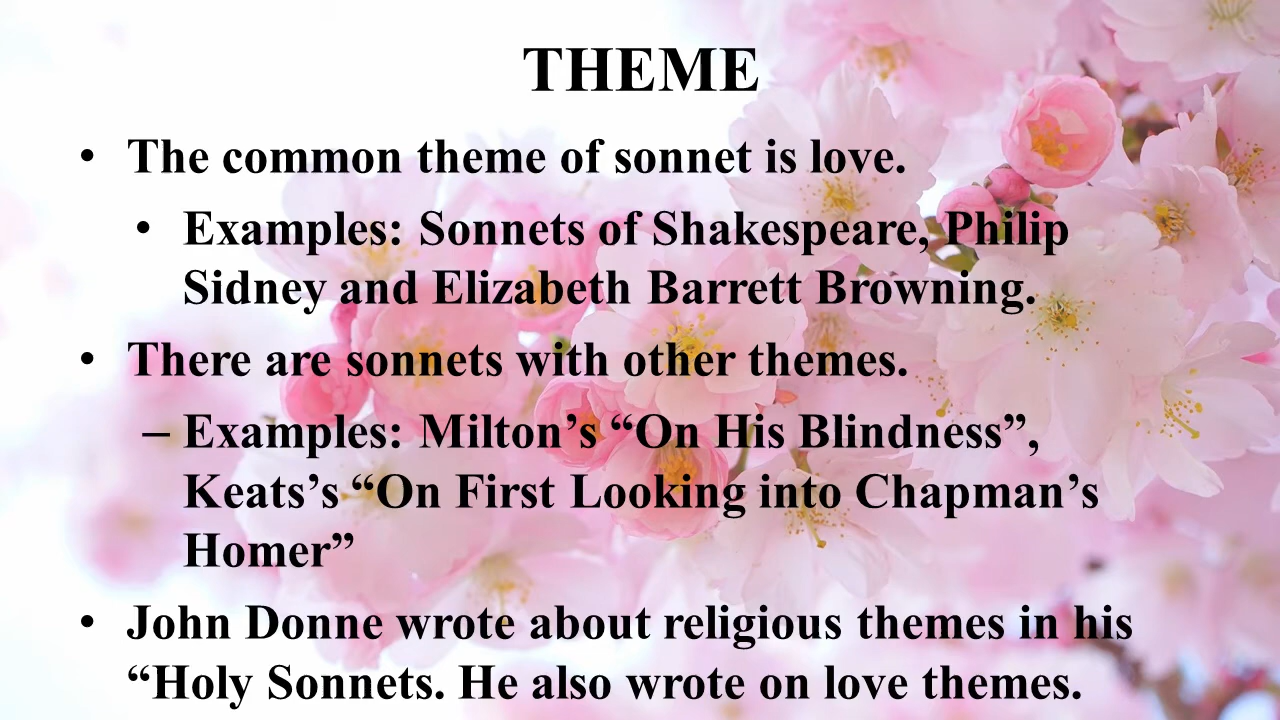 THEME
• The common theme of sonnet is love.
• Examples: Sonnets of Shakespeare, Philip
Sidney and Elizabeth Barrett Browning.
• There are sonnets with other themes.
– Examples: Milton’s “On His Blindness”,
Keats’s “On First Looking into Chapman’s
Homer”
• John Donne wrote about religious themes in his
“Holy Sonnets. He also wrote on love themes.